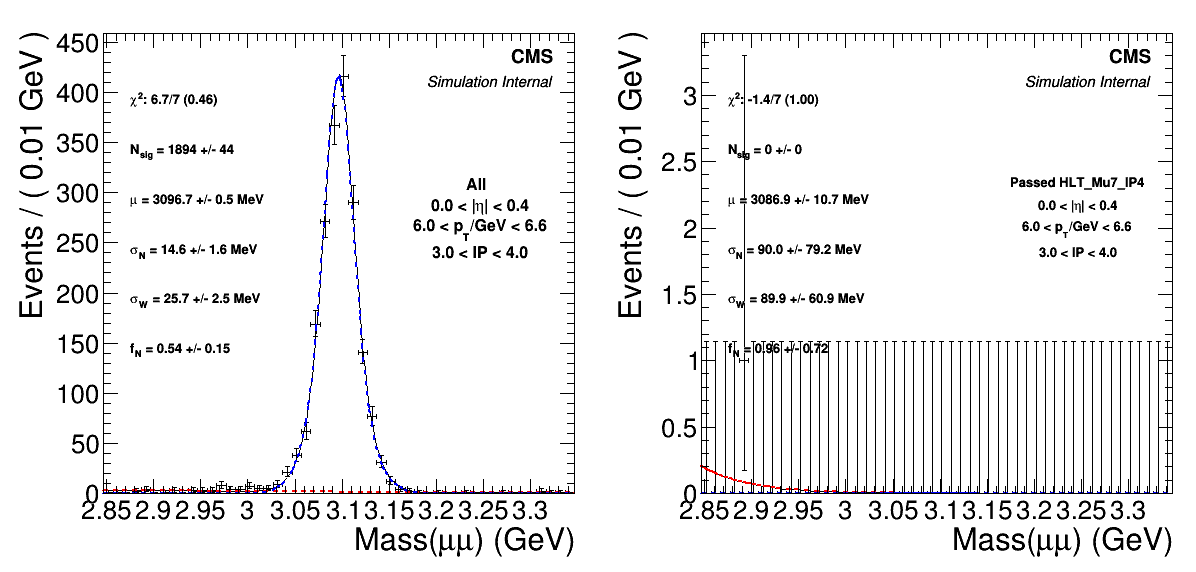 Events / ( 0.01 GeV )
450
400
350
300
250
200
150
100
50
0
CMS
Simulation Internal
χ²: 6.7/7 (0.46)
N_sig = 1894 +/- 44
μ = 3096.7 +/- 0.5 MeV
σ_N = 14.6 +/- 1.6 MeV
σ_W = 25.7 +/- 2.5 MeV
f_N = 0.54 +/- 0.15
All
0.0 < |η| < 0.4
6.0 < p_T/GeV < 6.6
3.0 < IP < 4.0
2.85 2.9 2.95 3 3.05 3.1 3.15 3.2 3.25 3.3
Mass(μμ) (GeV)
Events / ( 0.01 GeV )
3
2.5
2
1.5
1
0.5
0
CMS
Simulation Internal
χ²: -1.4/7 (1.00)
N_sig = 0 +/- 0
μ = 3086.9 +/- 10.7 MeV
σ_N = 90.0 +/- 79.2 MeV
σ_W = 89.9 +/- 60.9 MeV
f_N = 0.96 +/- 0.72
Passed HLT_Mu7_IP4
0.0 < |η| < 0.4
6.0 < p_T/GeV < 6.6
3.0 < IP < 4.0
2.85 2.9 2.95 3 3.05 3.1 3.15 3.2 3.25 3.3
Mass(μμ) (GeV)